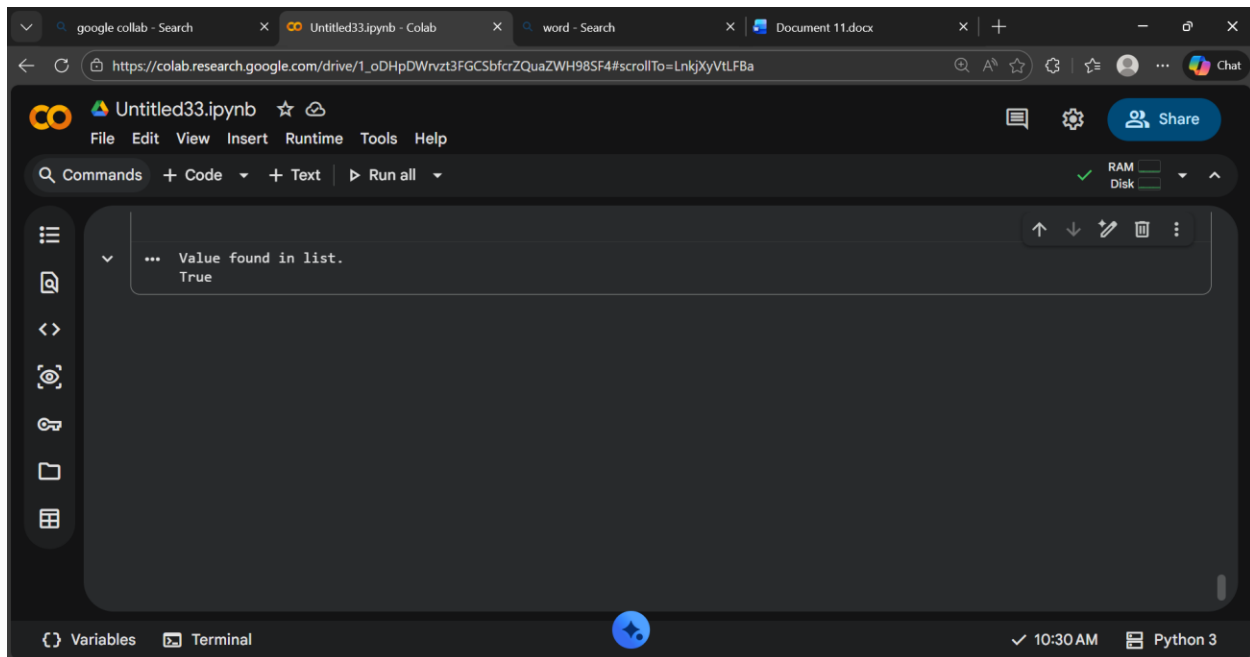 google collab - Search
Untitled33.ipynb - Colab
word - Search
Document 11.docx
https://colab.research.google.com/drive/1_oDHpDWrvzt3FGCSbfcrZQuaZWH98SF4#scrollTo=LnkjXyVtLFBa
Chat
Untitled33.ipynb
File Edit View Insert Runtime Tools Help
Share
Commands + Code + Text Run all
RAM
Disk
Value found in list.
True
Variables Terminal
10:30 AM Python 3